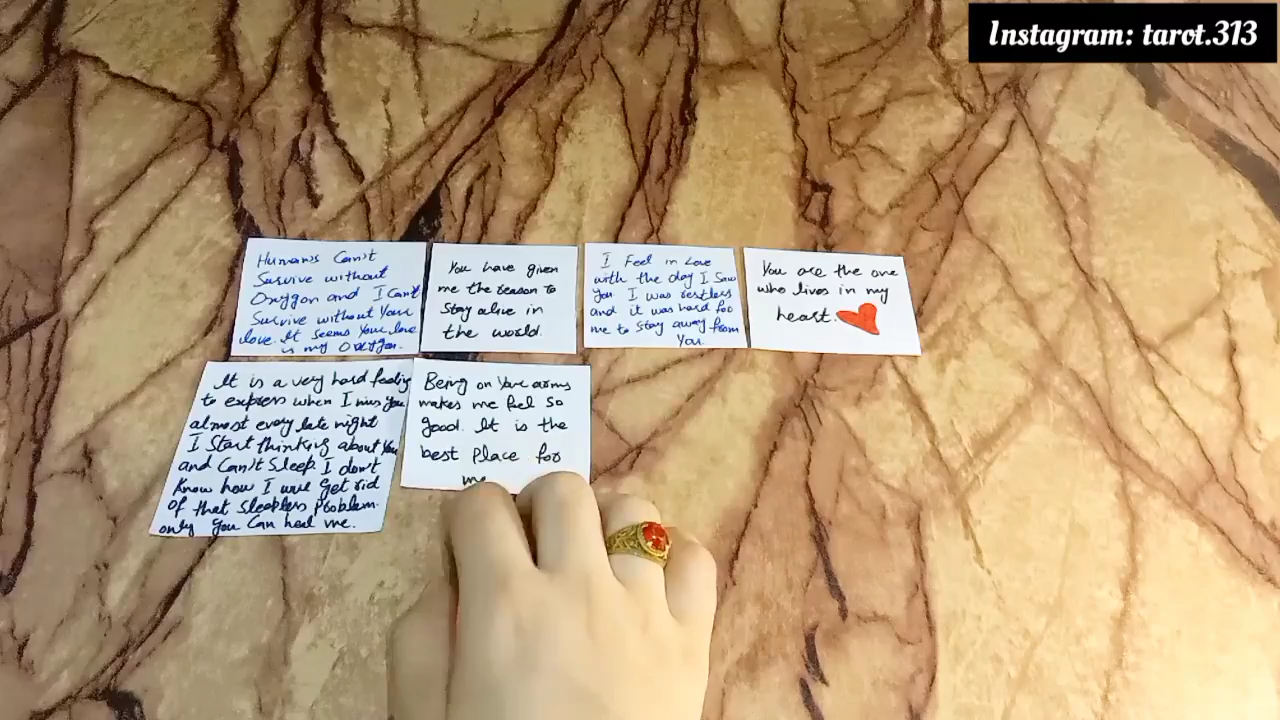 Instagram: tarot.313
Humans Can't
Survive without
Oxygon and I Can't
Survive without Your
love. It seems Your love
is my Oxygon.
You have given
me the reason to
Stay alive in
the world.
I Feel in Love
with the day I Saw
You I was restless
and it was hard for
me to Stay away from
You.
You are the one
who lives in my
heart.
It is a very hard feeling
to express when I miss you
almost every late night
I Start thinking about You
and Can't Sleep I don't
Know how I will get rid
of that Sleepless Problem.
only You Can heal me.
Being on Your arms
makes me feel so
good. It is the
best Place for
me